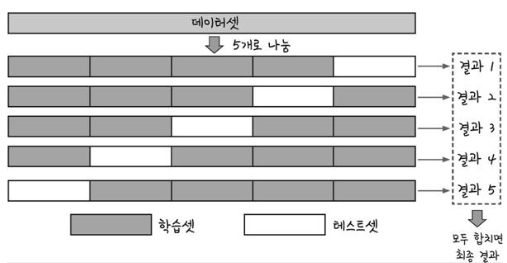 데이터셋
5개로 나눔
결과 1
결과 2
결과 3
결과 4
결과 5
학습셋
테스트셋
모두 합치면
최종 결과